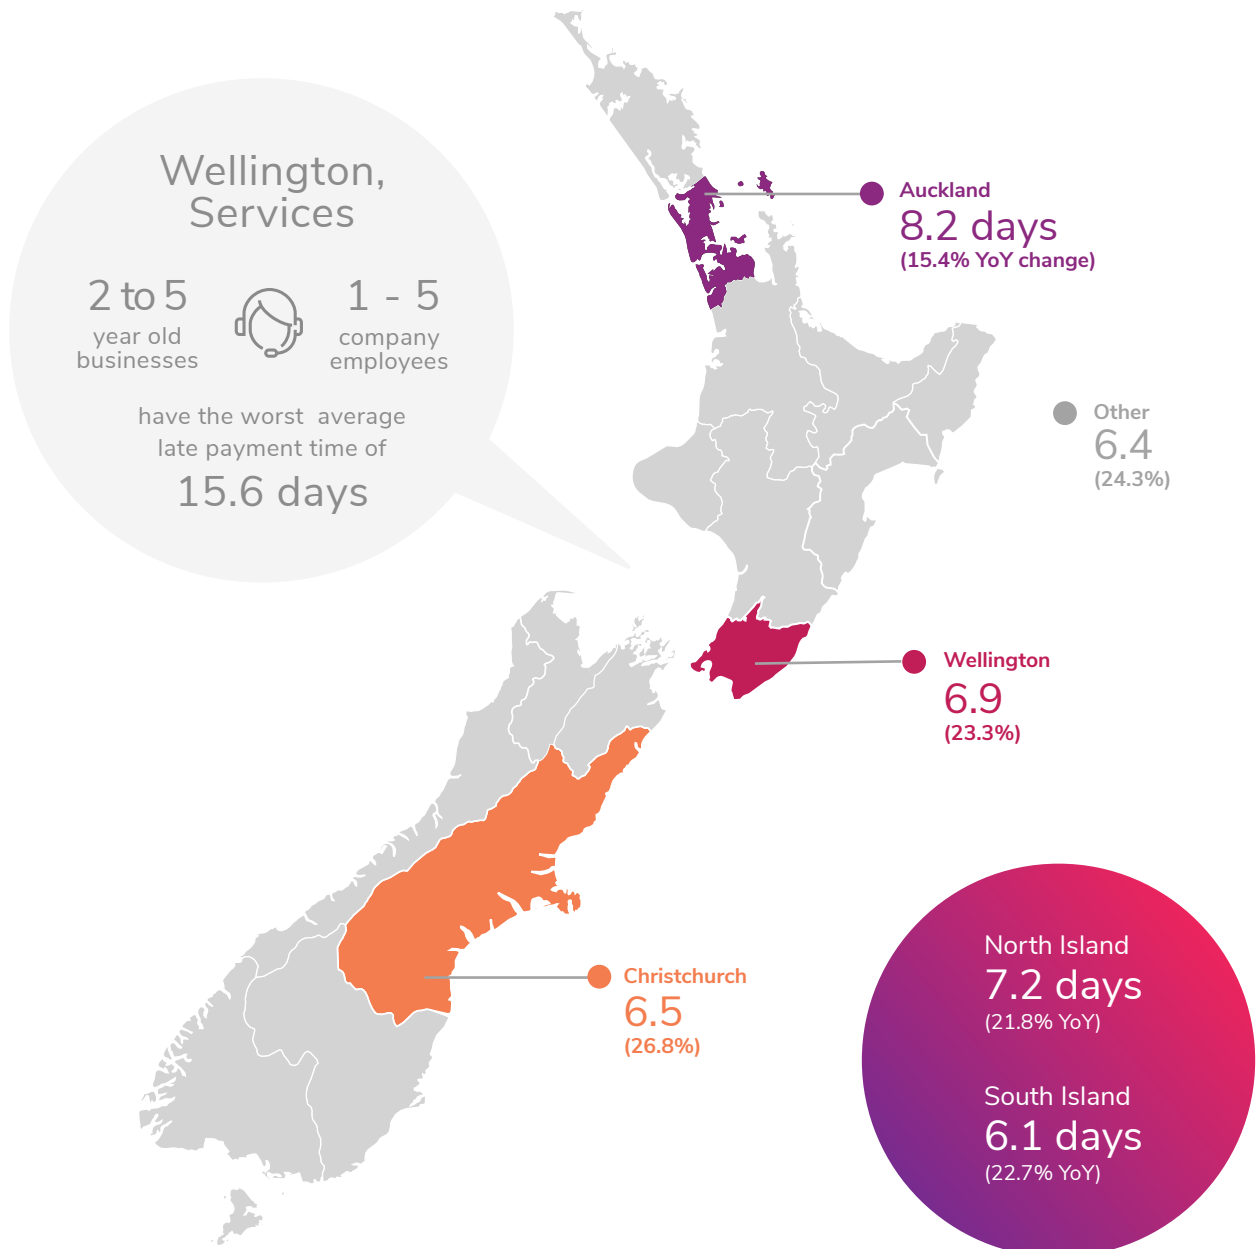 Wellington,
Services
2 to 5
year old
businesses
1 - 5
company
employees
have the worst average
late payment time of
15.6 days
Auckland
8.2 days
(15.4% YoY change)
Other
6.4
(24.3%)
Wellington
6.9
(23.3%)
Christchurch
6.5
(26.8%)
North Island
7.2 days
(21.8% YoY)
South Island
6.1 days
(22.7% YoY)